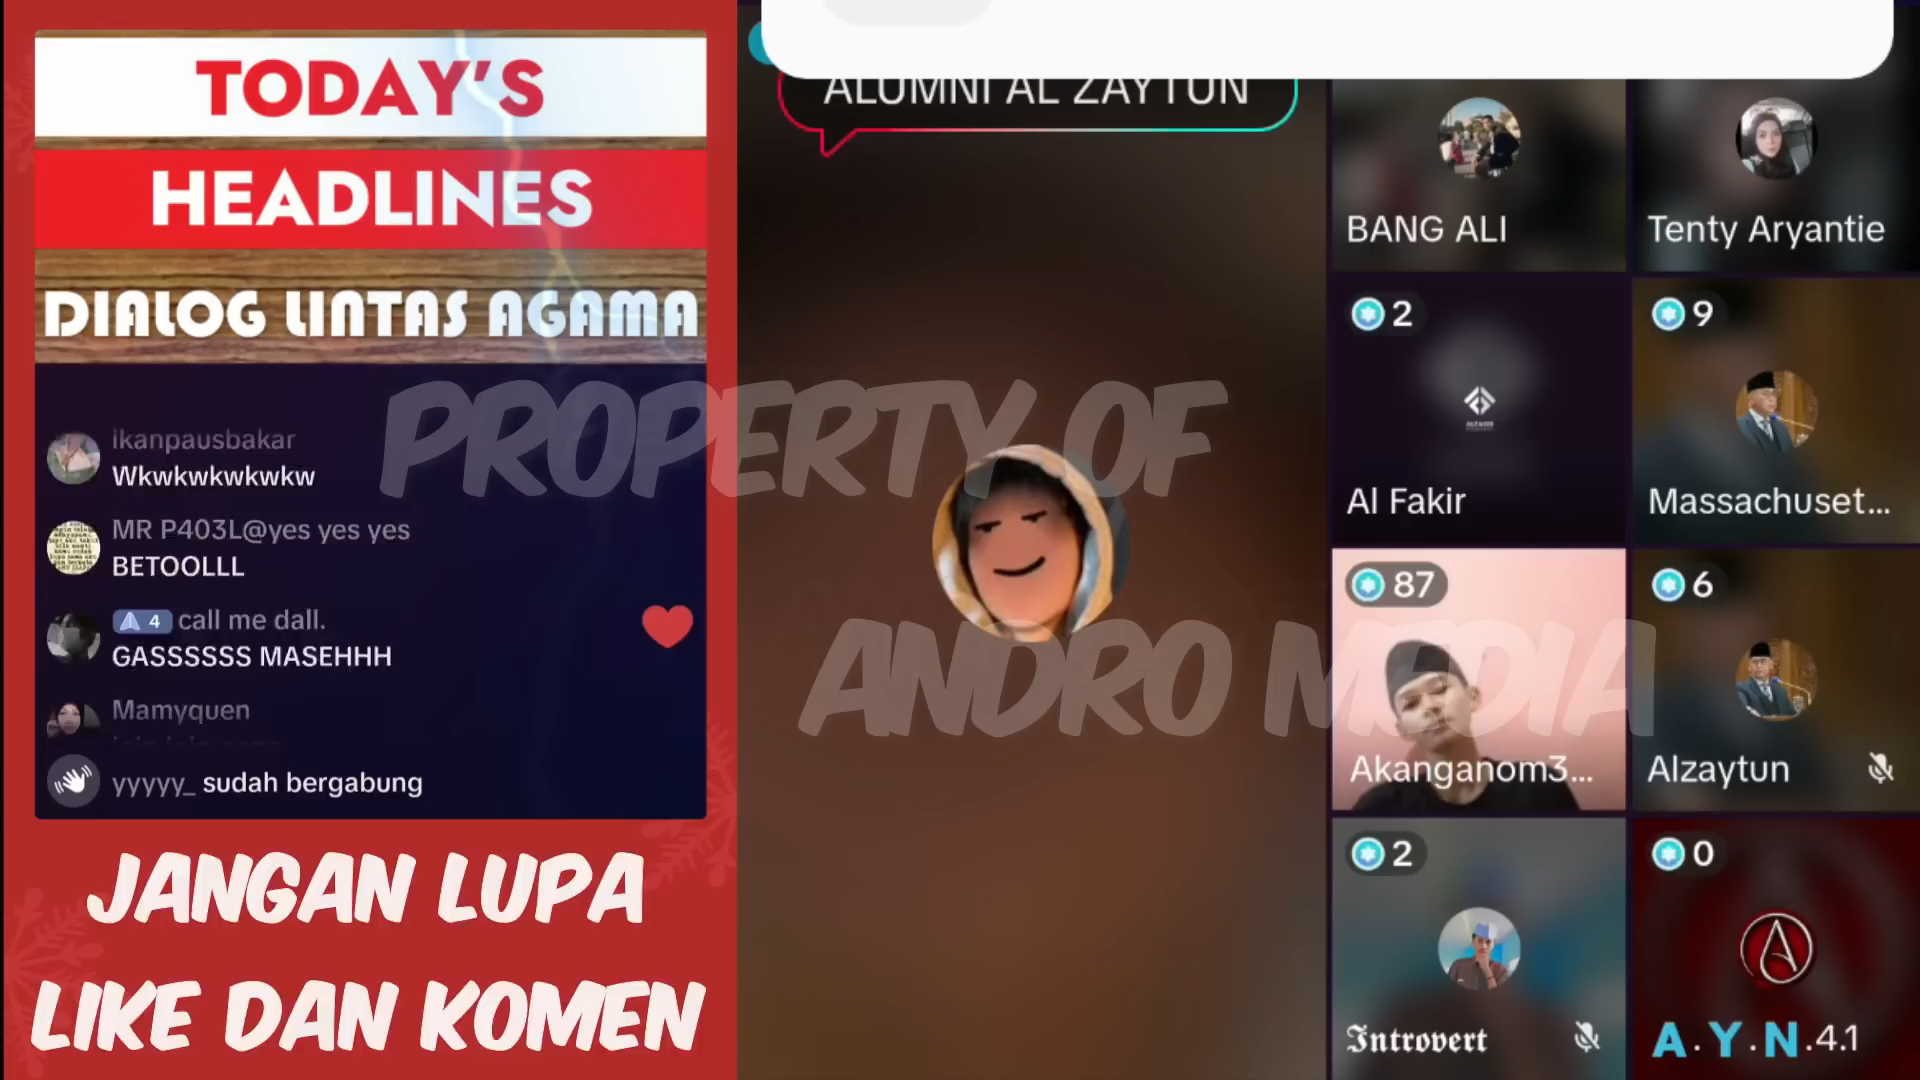 TODAY'S
HEADLINES
DIALOG LINTAS AGAMA
ikanpausbakar
Wkwkwkwkwkw
MR P403L@yes yes yes
BETOOLLL
4 call me dall.
GASSSSSS MASEHHH
Mamyquen
yyyyy_ sudah bergabung
JANGAN LUPA
LIKE DAN KOMEN
ALUMNI AL ZAYTUN
PROPERTY OF
ANDRO MEDIA
BANG ALI
Tenty Aryantie
2
Al Fakir
9
Massachuset...
87
Akanganom3...
6
Alzaytun
2
Introvert
0
A.Y.N.41